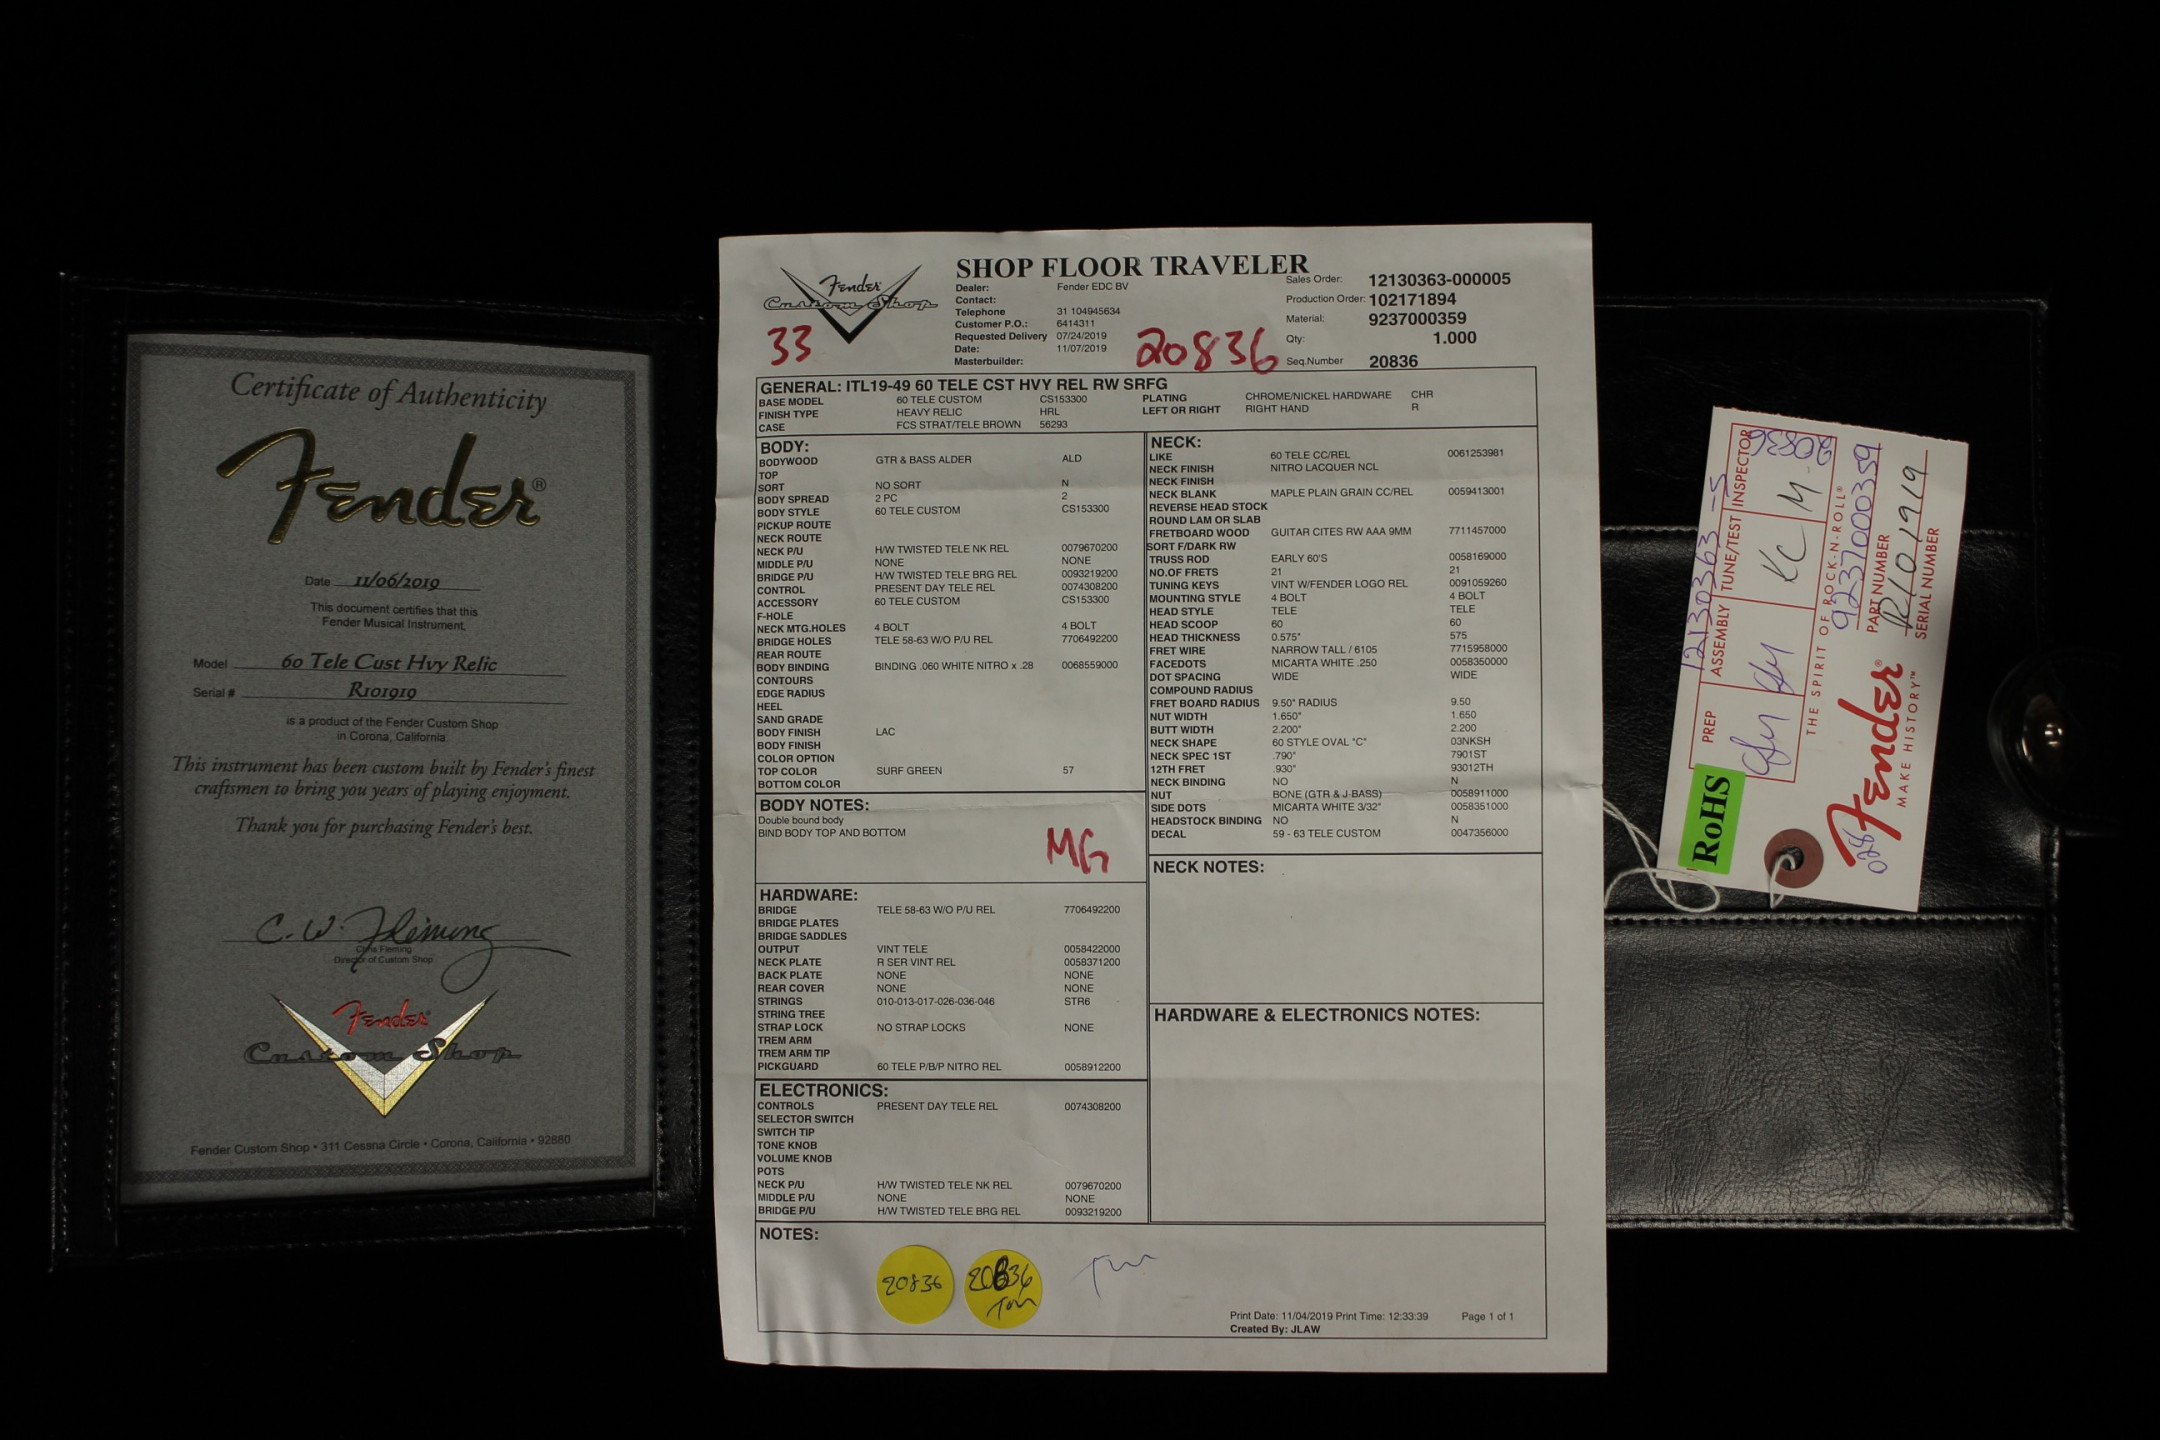 Certificate of Authenticity
Fender®
Date 11/06/2019
This document certifies that this
Fender Musical Instrument,
Model 60 Tele Cust Hvy Relic
Serial # R101919
is a product of the Fender Custom Shop
in Corona, California.
This instrument has been custom built by Fender's finest
craftsmen to bring you years of playing enjoyment.
Thank you for purchasing Fender's best.
C. W. Fleming
Chris Fleming
Director of Custom Shop
Fender
Custom Shop
Fender Custom Shop • 311 Cessna Circle • Corona, California • 92880
Fender
Custom Shop
33
SHOP FLOOR TRAVELER
Dealer: Fender EDC BV
Contact:
Telephone 31 104945634
Customer P.O.: 6414311
Requested Delivery 07/24/2019
Date: 11/07/2019
Masterbuilder:
20836
Sales Order: 12130363-000005
Production Order: 102171894
Material: 9237000359
Qty: 1.000
Seq.Number 20836
GENERAL: ITL19-49 60 TELE CST HVY REL RW SRFG
BASE MODEL 60 TELE CUSTOM CS153300 PLATING CHROME/NICKEL HARDWARE CHR
FINISH TYPE HEAVY RELIC HRL LEFT OR RIGHT RIGHT HAND R
CASE FCS STRAT/TELE BROWN 56293
BODY:
BODYWOOD GTR & BASS ALDER ALD
TOP
SORT NO SORT N
BODY SPREAD 2 PC 2
BODY STYLE 60 TELE CUSTOM CS153300
PICKUP ROUTE
NECK ROUTE
NECK P/U H/W TWISTED TELE NK REL 0079670200
MIDDLE P/U NONE NONE
BRIDGE P/U H/W TWISTED TELE BRG REL 0093219200
CONTROL PRESENT DAY TELE REL 0074308200
ACCESSORY 60 TELE CUSTOM CS153300
F-HOLE
NECK MTG.HOLES 4 BOLT 4 BOLT
BRIDGE HOLES TELE 58-63 W/O P/U REL 7706492200
REAR ROUTE
BODY BINDING BINDING .060 WHITE NITRO x .28 0068559000
CONTOURS
EDGE RADIUS
HEEL
SAND GRADE
BODY FINISH LAC
BODY FINISH
COLOR OPTION
TOP COLOR SURF GREEN 57
BOTTOM COLOR
BODY NOTES:
Double bound body
BIND BODY TOP AND BOTTOM
MG
HARDWARE:
BRIDGE TELE 58-63 W/O P/U REL 7706492200
BRIDGE PLATES
BRIDGE SADDLES
OUTPUT VINT TELE 0058422000
NECK PLATE R SER VINT REL 0058371200
BACK PLATE NONE NONE
REAR COVER NONE NONE
STRINGS 010-013-017-026-036-046 STR6
STRING TREE
STRAP LOCK NO STRAP LOCKS NONE
TREM ARM
TREM ARM TIP
PICKGUARD 60 TELE P/B/P NITRO REL 0058912200
ELECTRONICS:
CONTROLS PRESENT DAY TELE REL 0074308200
SELECTOR SWITCH
SWITCH TIP
TONE KNOB
VOLUME KNOB
POTS
NECK P/U H/W TWISTED TELE NK REL 0079670200
MIDDLE P/U NONE NONE
BRIDGE P/U H/W TWISTED TELE BRG REL 0093219200
NECK:
LIKE 60 TELE CC/REL 0061253981
NECK FINISH NITRO LACQUER NCL
NECK FINISH
NECK BLANK MAPLE PLAIN GRAIN CC/REL 0059413001
REVERSE HEAD STOCK
ROUND LAM OR SLAB
FRETBOARD WOOD GUITAR CITES RW AAA 9MM 7711457000
SORT F/DARK RW
TRUSS ROD EARLY 60'S 0058169000
NO.OF FRETS 21 21
TUNING KEYS VINT W/FENDER LOGO REL 0091059260
MOUNTING STYLE 4 BOLT 4 BOLT
HEAD STYLE TELE TELE
HEAD SCOOP 60 60
HEAD THICKNESS 0.575" 575
FRET WIRE NARROW TALL / 6105 7715958000
FACEDOTS MICARTA WHITE .250 0058350000
DOT SPACING WIDE WIDE
COMPOUND RADIUS
FRET BOARD RADIUS 9.50" RADIUS 9.50
NUT WIDTH 1.650" 1.650
BUTT WIDTH 2.200" 2.200
NECK SHAPE 60 STYLE OVAL "C" 03NKSH
NECK SPEC 1ST .790" 7901ST
12TH FRET .930" 93012TH
NECK BINDING NO N
NUT BONE (GTR & J-BASS) 0058911000
SIDE DOTS MICARTA WHITE 3/32" 0058351000
HEADSTOCK BINDING NO N
DECAL 59 - 63 TELE CUSTOM 0047356000
NECK NOTES:
HARDWARE & ELECTRONICS NOTES:
NOTES:
20836
20836
Tom
Print Date: 11/04/2019 Print Time: 12:33:39 Page 1 of 1
Created By: JLAW
12130363-5
PREP ASSEMBLY TUNE/TEST INSPECTOR
KC M
20836
THE SPIRIT OF ROCK-N-ROLL®
9237000359
PART NUMBER
R101919
SERIAL NUMBER
Fender®
MAKE HISTORY™
RoHS